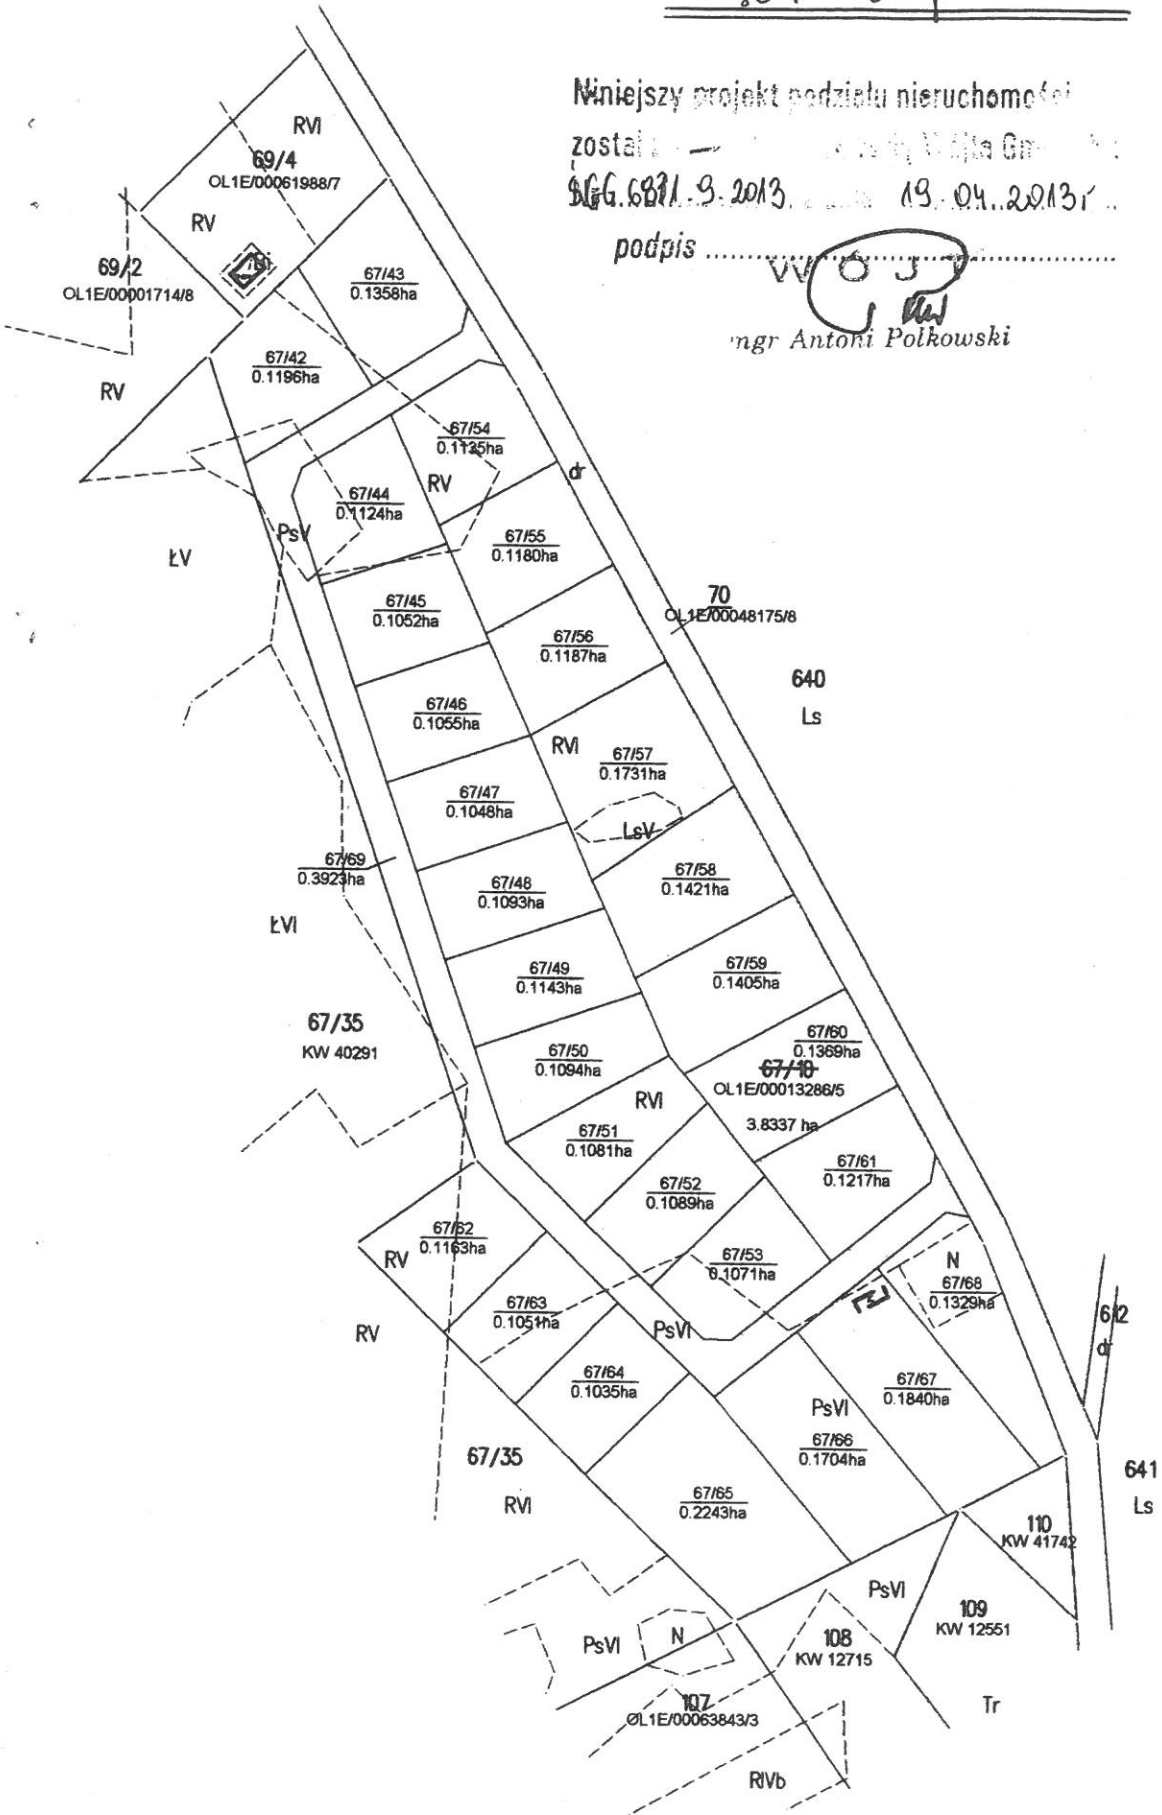 Niniejszy projekt podziału nieruchomości
został
SGG.6831.9.2013 19.04.2013r
podpis
WÓJT
mgr Antoni Polkowski
RVI
69/4
OL1E/00061988/7
RV
69/2
OL1E/00001714/8
67/43
0.1358ha
67/42
0.1196ha
RV
67/54
0.1135ha
dr
RV
67/44
0.1124ha
PsV
67/55
0.1180ha
ŁV
70
OL1E/00048175/8
67/45
0.1052ha
67/56
0.1187ha
640
Ls
67/46
0.1055ha
RVI
67/57
0.1731ha
67/47
0.1048ha
LsV
67/69
0.3923ha
67/58
0.1421ha
67/48
0.1093ha
ŁVI
67/49
0.1143ha
67/59
0.1405ha
67/35
KW 40291
67/60
0.1369ha
67/50
0.1094ha
67/18
OL1E/00013286/5
3.8337 ha
RVI
67/51
0.1081ha
67/61
0.1217ha
67/52
0.1089ha
67/62
0.1163ha
RV
67/53
0.1071ha
N
67/68
0.1329ha
67/63
0.1051ha
RV
PsVI
612
dr
67/64
0.1035ha
67/67
0.1840ha
PsVI
67/66
0.1704ha
67/35
RVI
641
Ls
67/65
0.2243ha
110
KW 41742
PsVI
109
KW 12551
PsVI
N
108
KW 12715
Tr
107
OL1E/00063843/3
RIVb